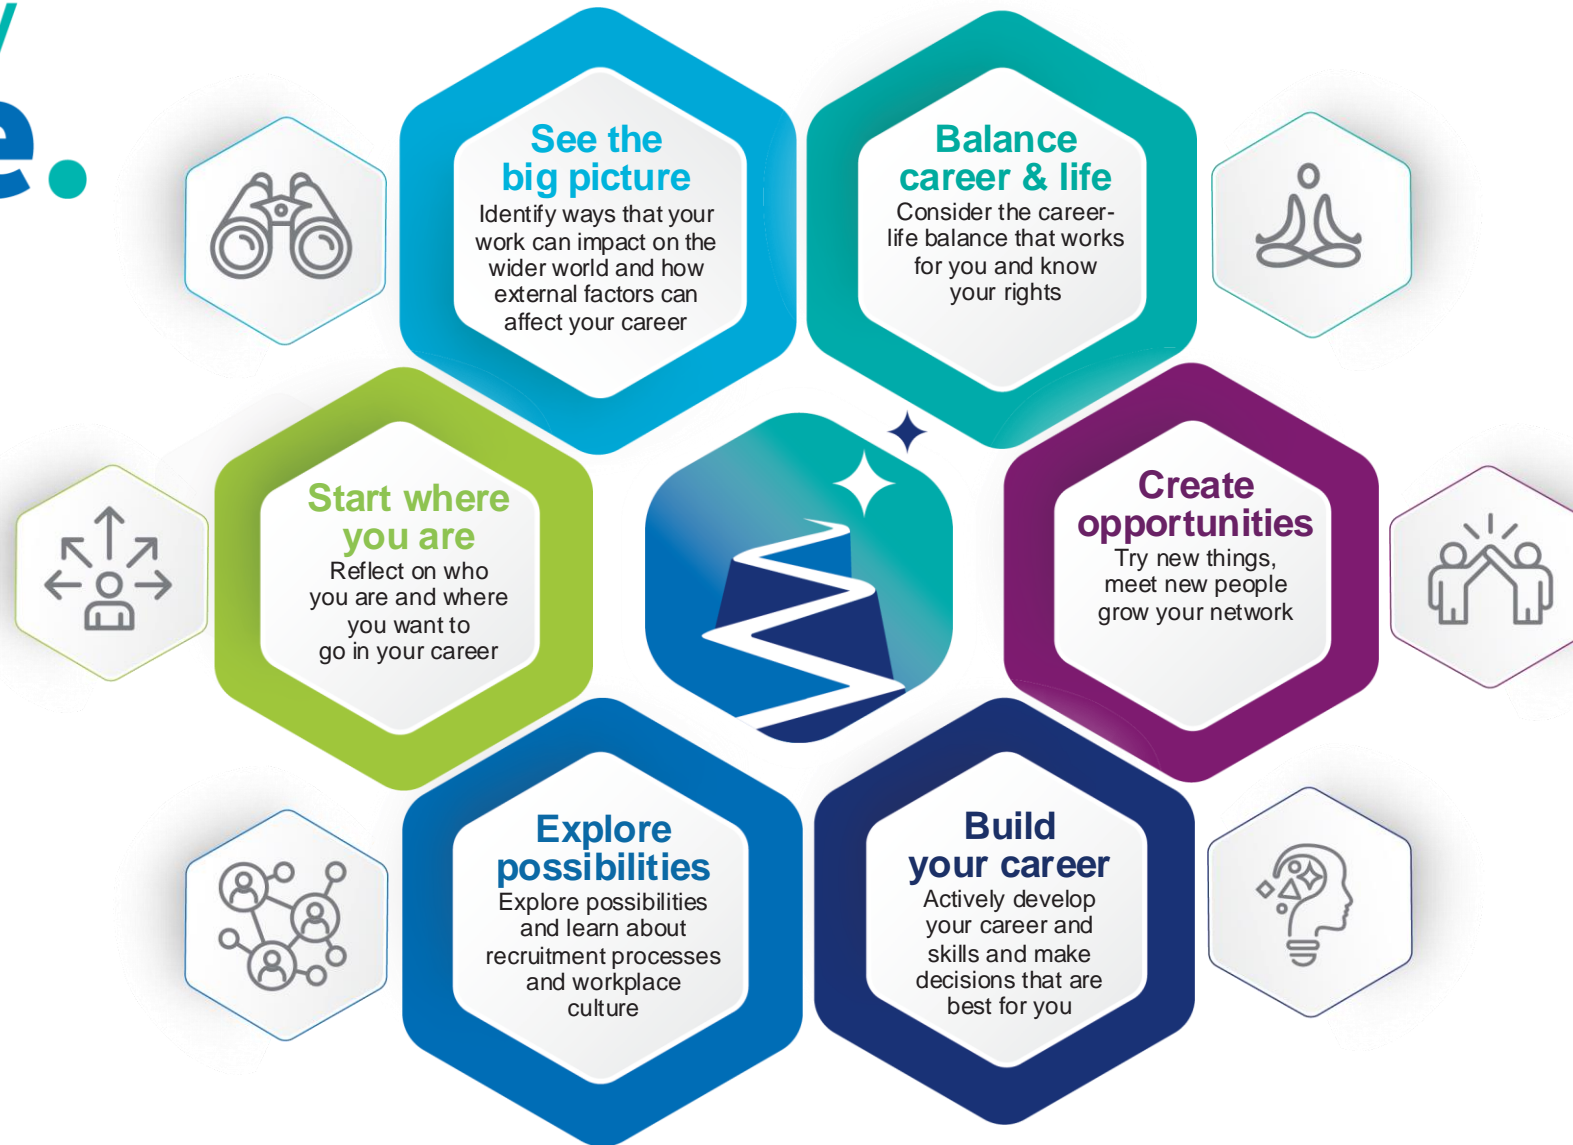 e.
See the
big picture
Identify ways that your
work can impact on the
wider world and how
external factors can
affect your career
Balance
career & life
Consider the career-
life balance that works
for you and know
your rights
Start where
you are
Reflect on who
you are and where
you want to
go in your career
Create
opportunities
Try new things,
meet new people
grow your network
Explore
possibilities
Explore possibilities
and learn about
recruitment processes
and workplace
culture
Build
your career
Actively develop
your career and
skills and make
decisions that are
best for you